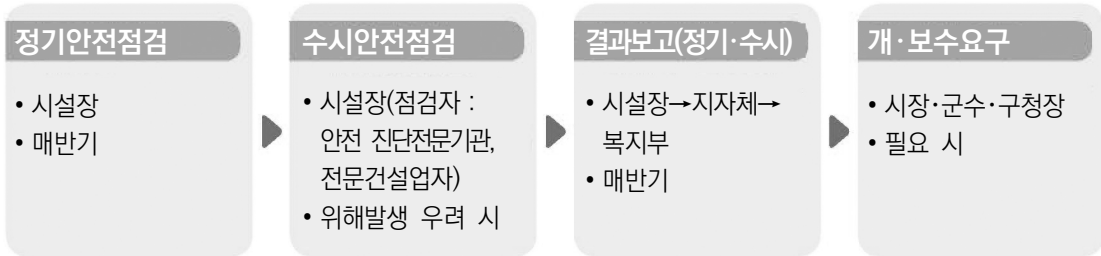 정기안전점검
• 시설장
• 매반기
수시안전점검
• 시설장(점검자 :
안전 진단전문기관,
전문건설업자)
• 위해발생 우려 시
결과보고(정기·수시)
• 시설장→지자체→
복지부
• 매반기
개·보수요구
• 시장·군수·구청장
• 필요 시